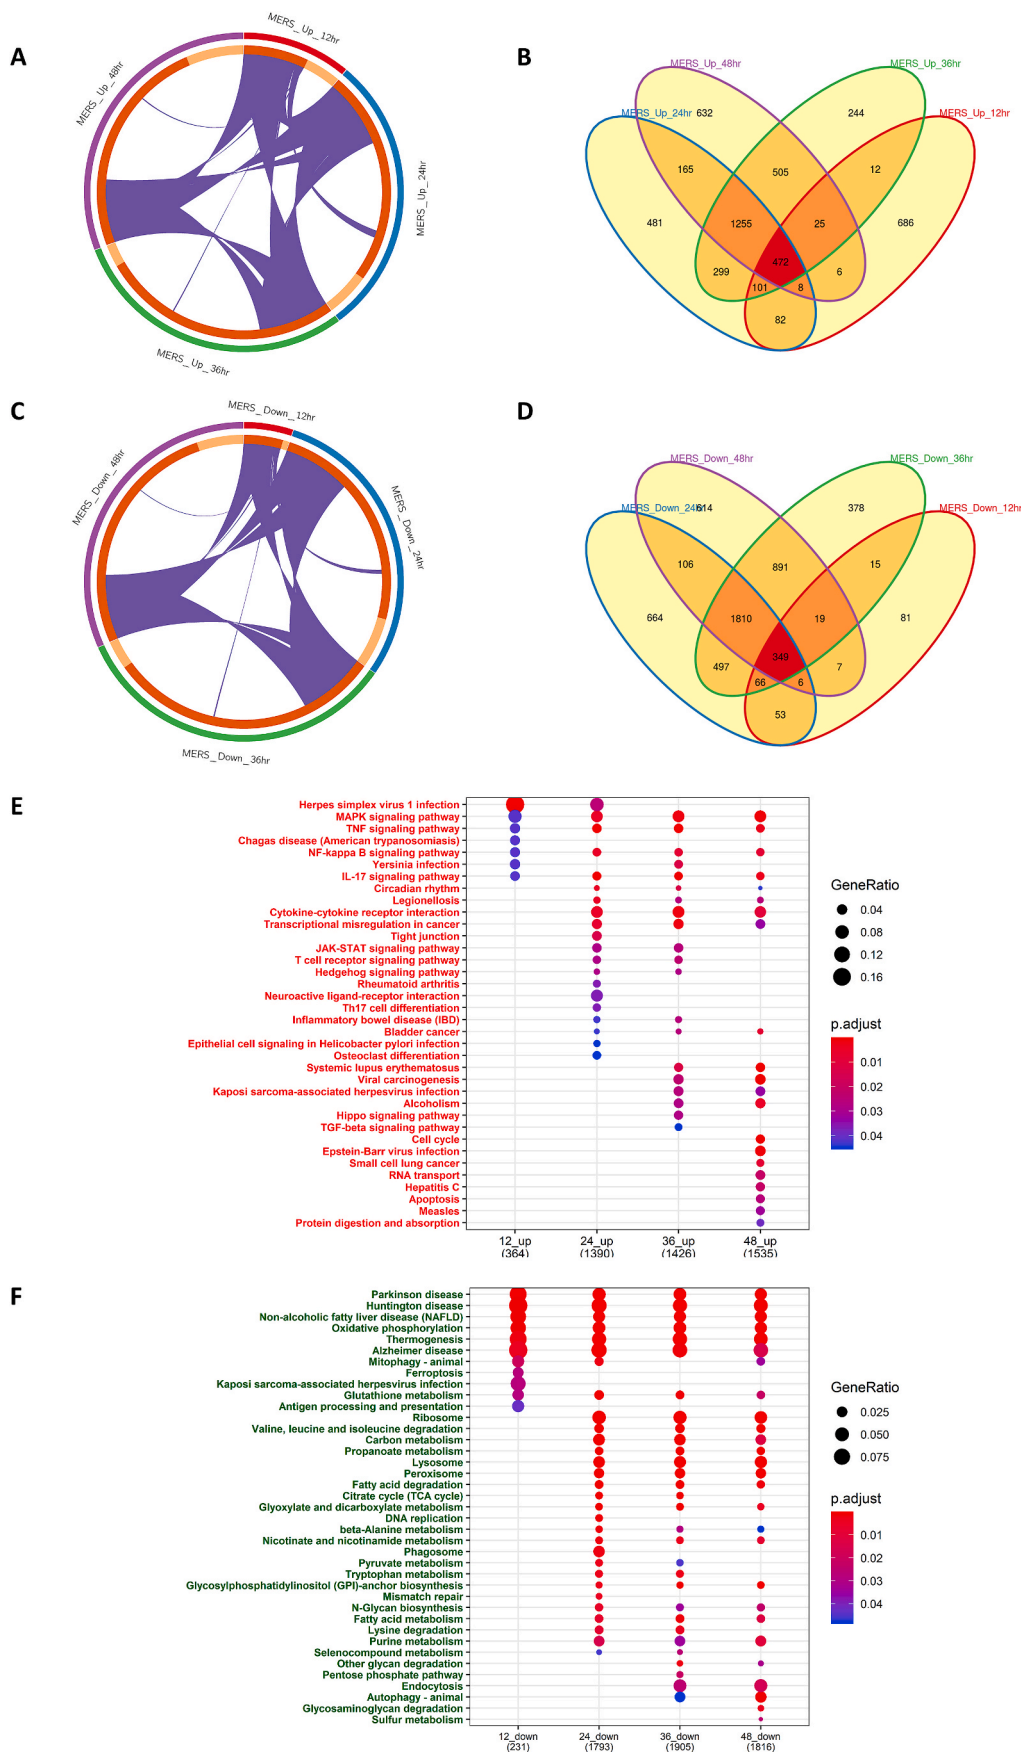 A
MERS_Up_12hr
MERS_Up_48hr
MERS_Up_24hr
MERS_Up_36hr
B
MERS_Up_48hr
MERS_Up_36hr
MERS_Up_24hr
MERS_Up_12hr
632
244
165
505
12
481
1255
25
686
299
472
6
101
8
82
C
MERS_Down_12hr
MERS_Down_48hr
MERS_Down_24hr
MERS_Down_36hr
D
MERS_Down_48hr
MERS_Down_36hr
MERS_Down_24hr
MERS_Down_12hr
614
378
106
891
15
664
1810
19
81
497
349
7
66
6
53
E
Herpes simplex virus 1 infection
MAPK signaling pathway
TNF signaling pathway
Chagas disease (American trypanosomiasis)
NF-kappa B signaling pathway
Yersinia infection
IL-17 signaling pathway
Circadian rhythm
Legionellosis
Cytokine-cytokine receptor interaction
Transcriptional misregulation in cancer
Tight junction
JAK-STAT signaling pathway
T cell receptor signaling pathway
Hedgehog signaling pathway
Rheumatoid arthritis
Neuroactive ligand-receptor interaction
Th17 cell differentiation
Inflammatory bowel disease (IBD)
Bladder cancer
Epithelial cell signaling in Helicobacter pylori infection
Osteoclast differentiation
Systemic lupus erythematosus
Viral carcinogenesis
Kaposi sarcoma-associated herpesvirus infection
Alcoholism
Hippo signaling pathway
TGF-beta signaling pathway
Cell cycle
Epstein-Barr virus infection
Small cell lung cancer
RNA transport
Hepatitis C
Apoptosis
Measles
Protein digestion and absorption
12_up 24_up 36_up 48_up
(364) (1390) (1426) (1535)
GeneRatio
0.04
0.08
0.12
0.16
p.adjust
0.01
0.02
0.03
0.04
F
Parkinson disease
Huntington disease
Non-alcoholic fatty liver disease (NAFLD)
Oxidative phosphorylation
Thermogenesis
Alzheimer disease
Mitophagy - animal
Ferroptosis
Kaposi sarcoma-associated herpesvirus infection
Glutathione metabolism
Antigen processing and presentation
Ribosome
Valine, leucine and isoleucine degradation
Carbon metabolism
Propanoate metabolism
Lysosome
Peroxisome
Fatty acid degradation
Citrate cycle (TCA cycle)
Glyoxylate and dicarboxylate metabolism
DNA replication
beta-Alanine metabolism
Nicotinate and nicotinamide metabolism
Phagosome
Pyruvate metabolism
Tryptophan metabolism
Glycosylphosphatidylinositol (GPI)-anchor biosynthesis
Mismatch repair
N-Glycan biosynthesis
Fatty acid metabolism
Lysine degradation
Purine metabolism
Selenocompound metabolism
Other glycan degradation
Pentose phosphate pathway
Endocytosis
Autophagy - animal
Glycosaminoglycan degradation
Sulfur metabolism
12_down 24_down 36_down 48_down
(231) (1793) (1905) (1816)
GeneRatio
0.025
0.050
0.075
p.adjust
0.01
0.02
0.03
0.04